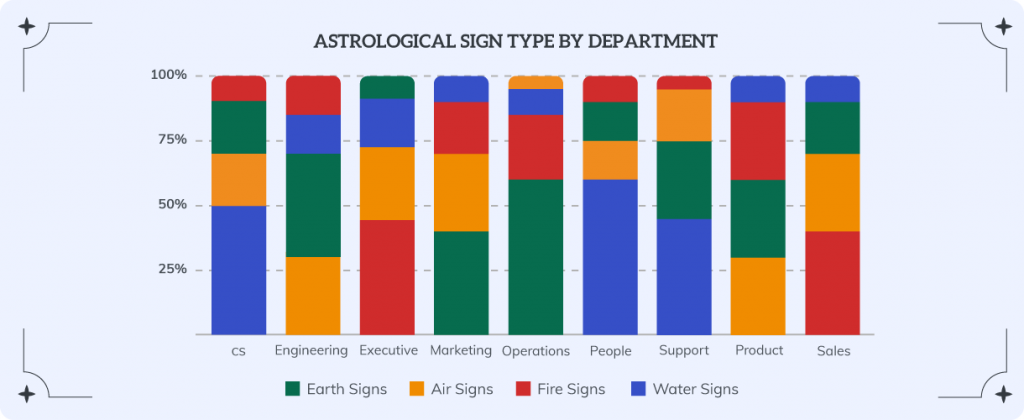 ASTROLOGICAL SIGN TYPE BY DEPARTMENT
100%
75%
50%
25%
CS Engineering Executive Marketing Operations People Support Product Sales
Earth Signs Air Signs Fire Signs Water Signs